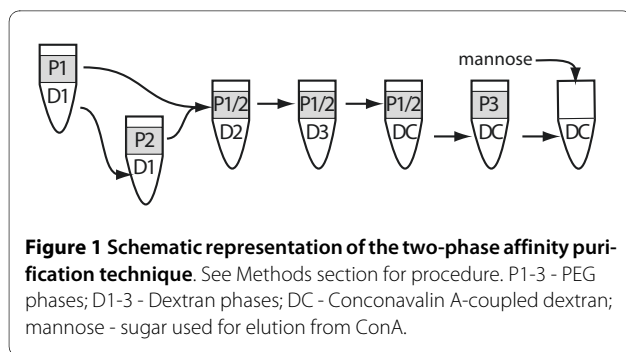 mannose
P1
D1
P2
D1
P1/2
D2
P1/2
D3
P1/2
DC
P3
DC
DC
Figure 1 Schematic representation of the two-phase affinity puri-
fication technique. See Methods section for procedure. P1-3 - PEG
phases; D1-3 - Dextran phases; DC - Conconavalin A-coupled dextran;
mannose - sugar used for elution from ConA.